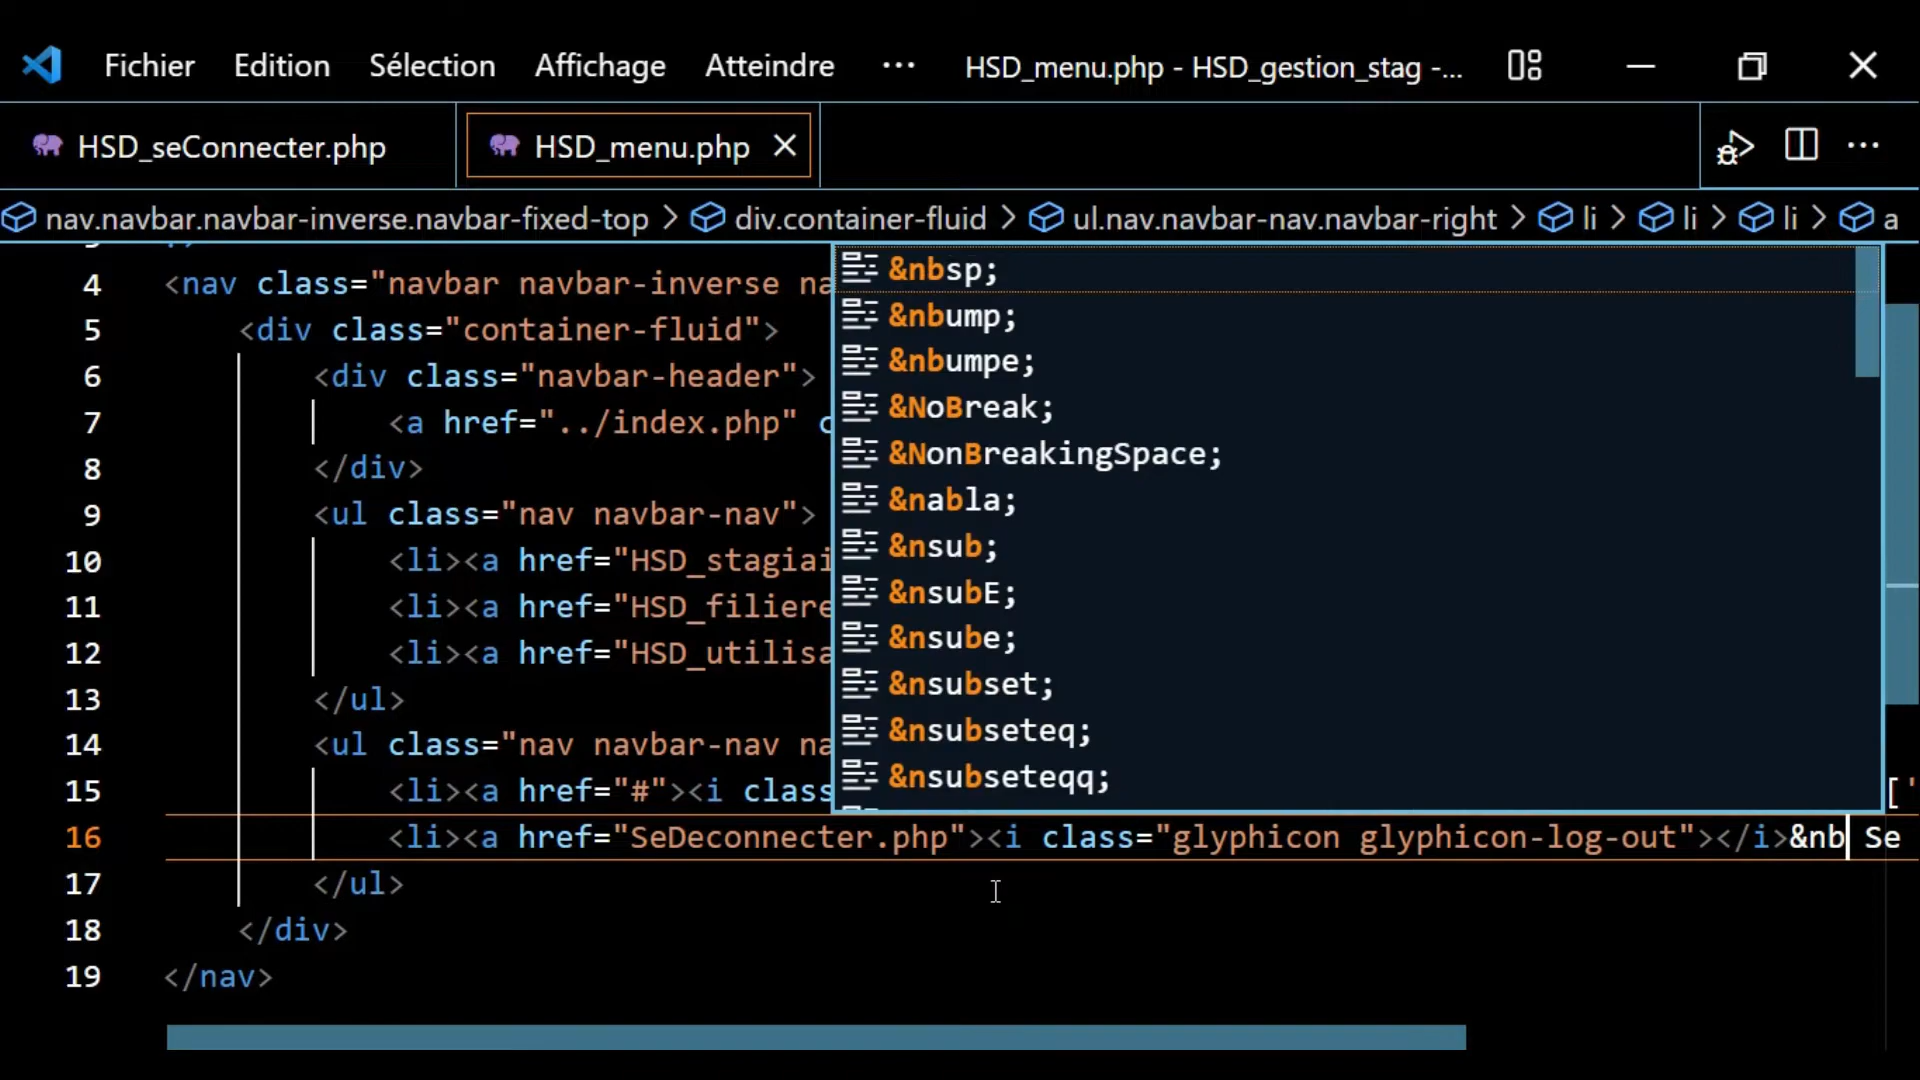 Fichier Edition Sélection Affichage Atteindre ··· HSD_menu.php - HSD_gestion_stag -...
HSD_seConnecter.php HSD_menu.php
nav.navbar.navbar-inverse.navbar-fixed-top > div.container-fluid > ul.nav.navbar-nav.navbar-right > li > li > li > a
4 <nav class="navbar navbar-inverse na
5 <div class="container-fluid">
6 <div class="navbar-header">
7 <a href="../index.php" c
8 </div>
9 <ul class="nav navbar-nav">
10 <li><a href="HSD_stagiai
11 <li><a href="HSD_filiere
12 <li><a href="HSD_utilisa
13 </ul>
14 <ul class="nav navbar-nav na
15 <li><a href="#"><i class ['
16 <li><a href="SeDeconnecter.php"><i class="glyphicon glyphicon-log-out"></i>&nb Se
17 </ul>
18 </div>
19 </nav>
&nbsp;
&nbump;
&nbumpe;
&NoBreak;
&NonBreakingSpace;
&nabla;
&nsub;
&nsubE;
&nsube;
&nsubset;
&nsubseteq;
&nsubseteqq;